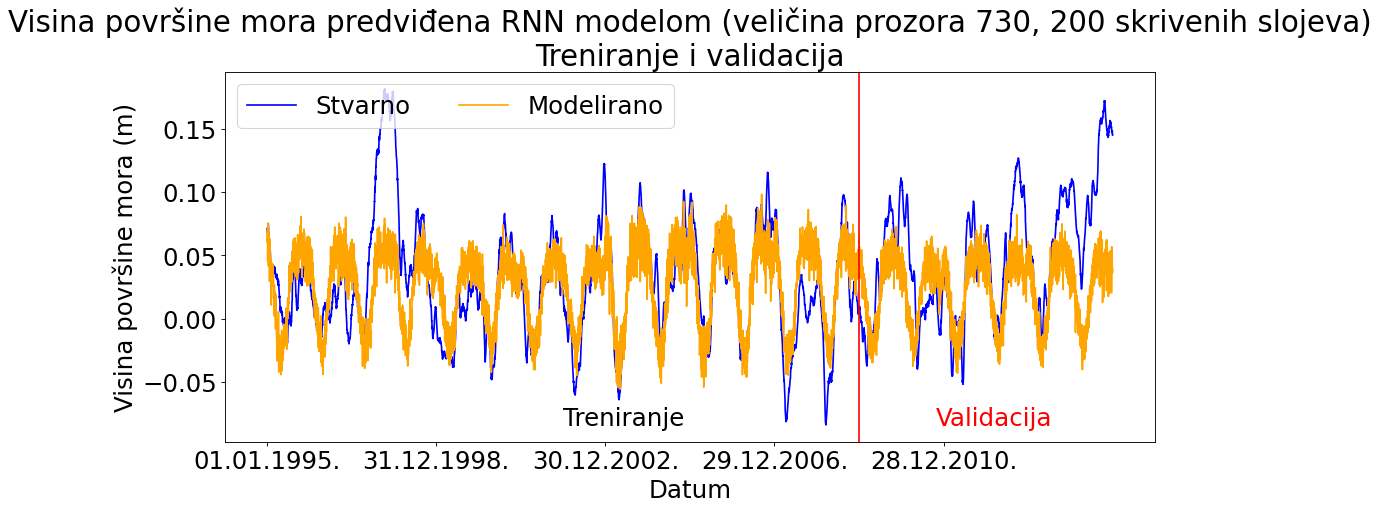 Visina površine mora predviđena RNN modelom (veličina prozora 730, 200 skrivenih slojeva)
Treniranje i validacija
Stvarno
Modelirano
Visina površine mora (m)
0.15
0.10
0.05
0.00
−0.05
Treniranje
Validacija
01.01.1995.
31.12.1998.
30.12.2002.
29.12.2006.
28.12.2010.
Datum